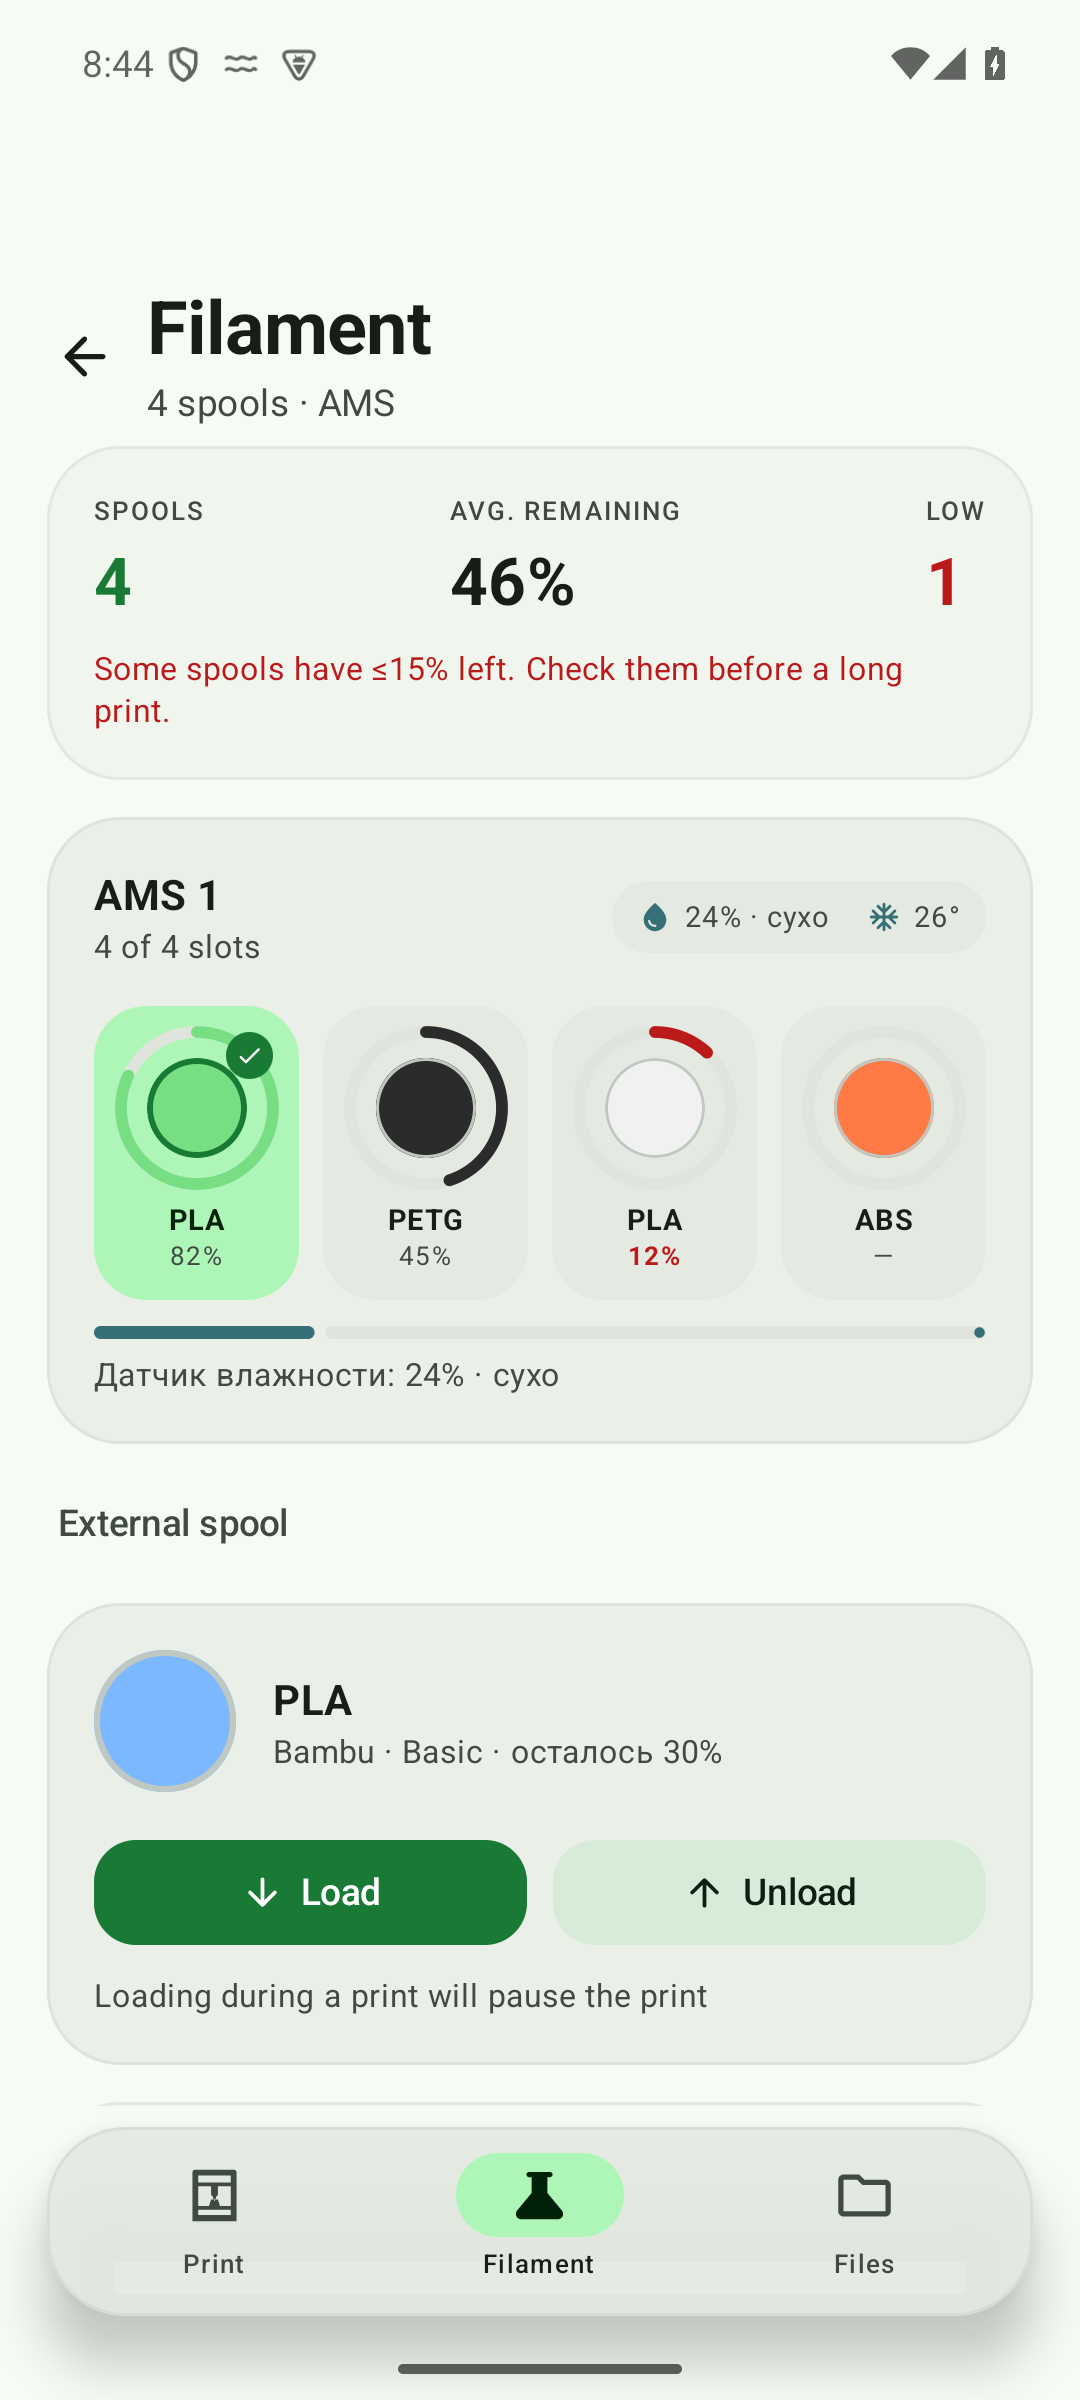 8:44
Filament
4 spools · AMS
SPOOLS
AVG. REMAINING
LOW
4
46%
1
Some spools have ≤15% left. Check them before a long
print.
AMS 1
4 of 4 slots
24% · сухо
26°
PLA
82%
PETG
45%
PLA
12%
ABS
—
Датчик влажности: 24% · сухо
External spool
PLA
Bambu · Basic · осталось 30%
Load
Unload
Loading during a print will pause the print
Print
Filament
Files